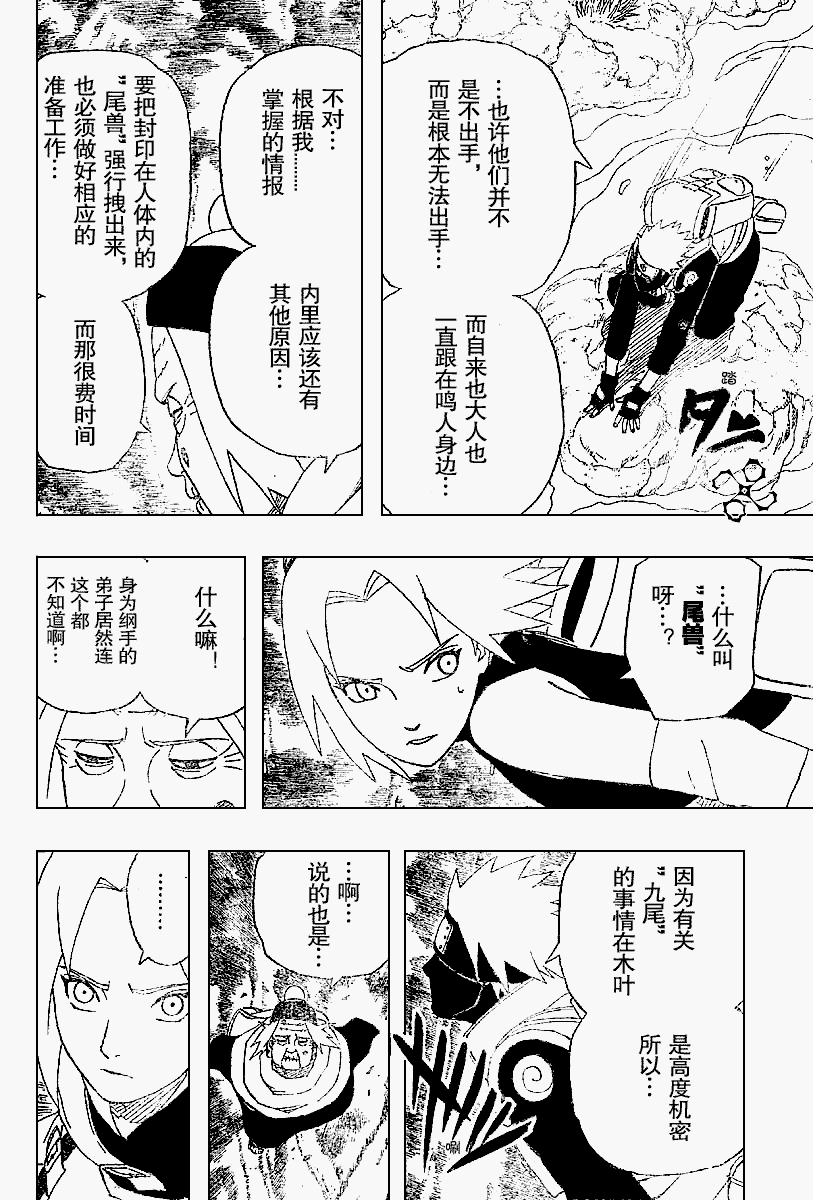 …也许他们并不
是不出手，
而是根本无法出手…
而自来也大人也
一直跟在鸣人身边…
踏
不对…
根据我……
掌握的情报
内里应该还有
其他原因…
要把封印在人体内的
"尾兽"强行拽出来，
也必须做好相应的
准备工作…
而那很费时间
…什么叫
"尾兽"
呀…？
什么嘛！
身为纲手的
弟子居然连
这个都
不知道啊…
因为有关
"九尾"
的事情在木叶
是高度机密
所以…
唰
…啊…
说的也是…
………